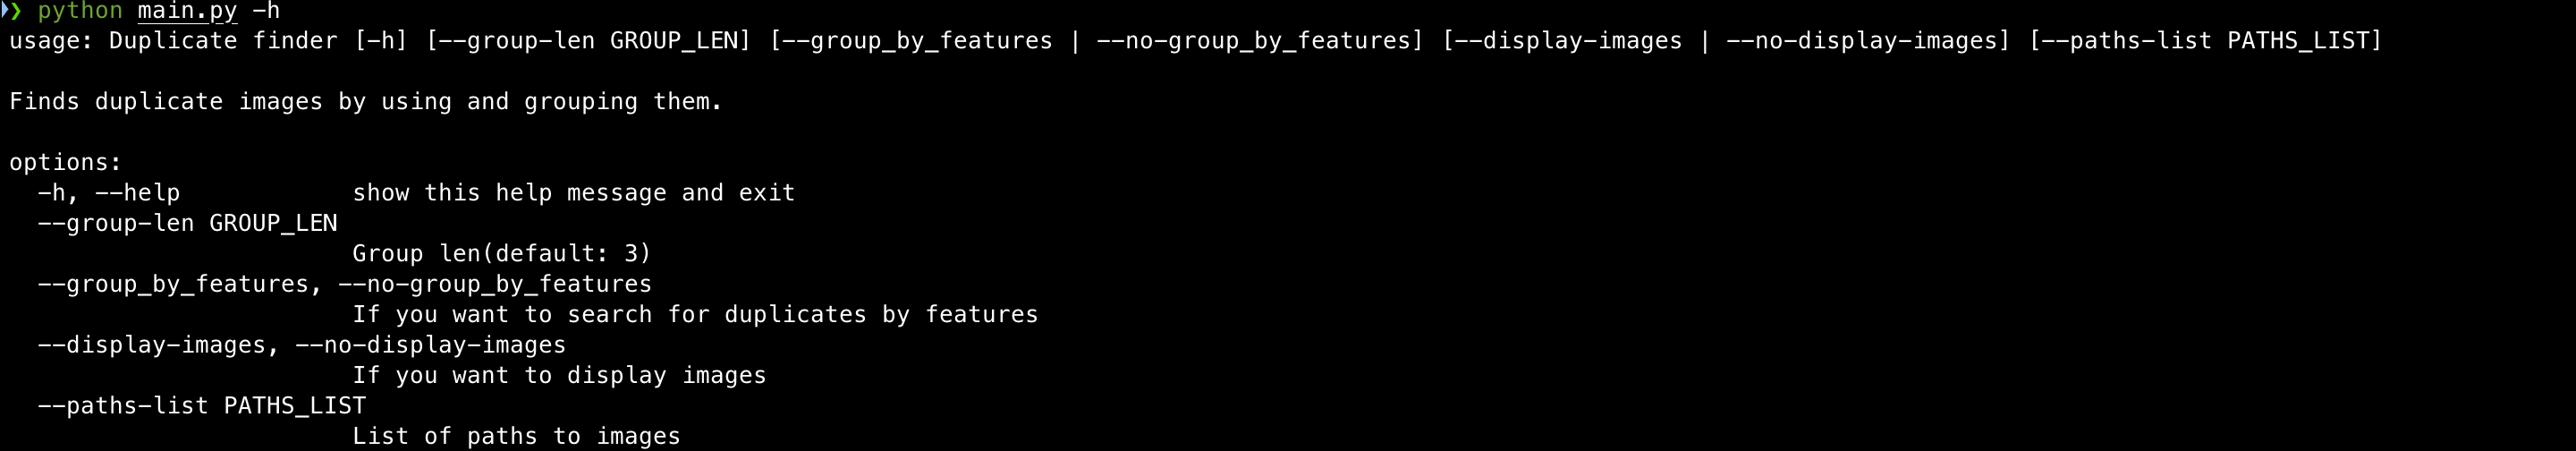 ❯ python main.py -h
usage: Duplicate finder [-h] [--group-len GROUP_LEN] [--group_by_features | --no-group_by_features] [--display-images | --no-display-images] [--paths-list PATHS_LIST]
Finds duplicate images by using and grouping them.
options:
-h, --help show this help message and exit
--group-len GROUP_LEN
Group len(default: 3)
--group_by_features, --no-group_by_features
If you want to search for duplicates by features
--display-images, --no-display-images
If you want to display images
--paths-list PATHS_LIST
List of paths to images